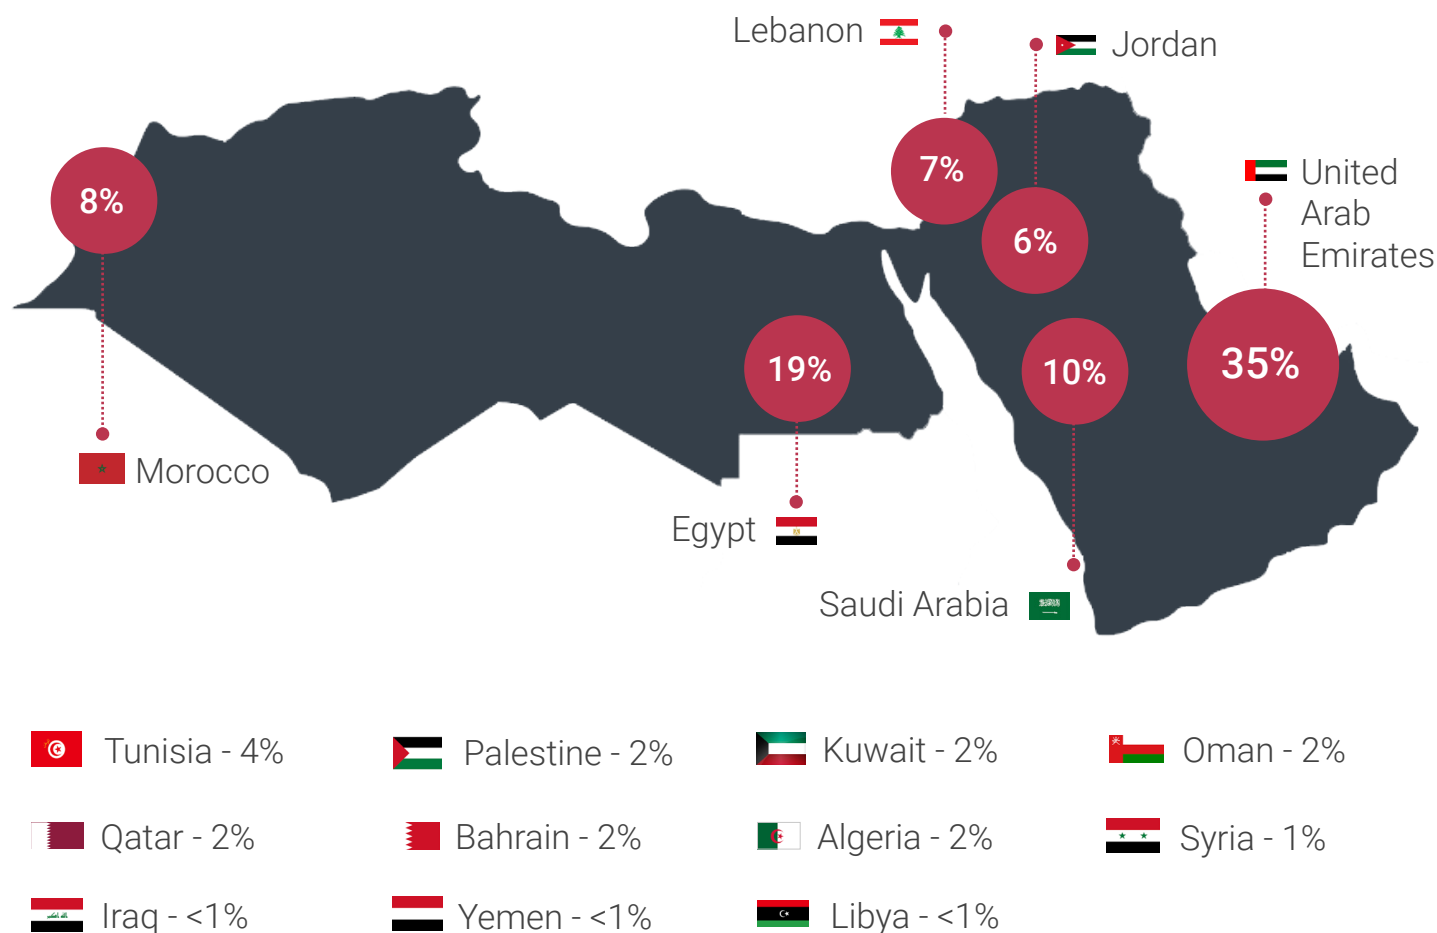 Lebanon
Jordan
7%
United
Arab
Emirates
8%
6%
19%
10%
35%
Morocco
Egypt
Saudi Arabia
Tunisia - 4%
Palestine - 2%
Kuwait - 2%
Oman - 2%
Qatar - 2%
Bahrain - 2%
Algeria - 2%
Syria - 1%
Iraq - <1%
Yemen - <1%
Libya - <1%